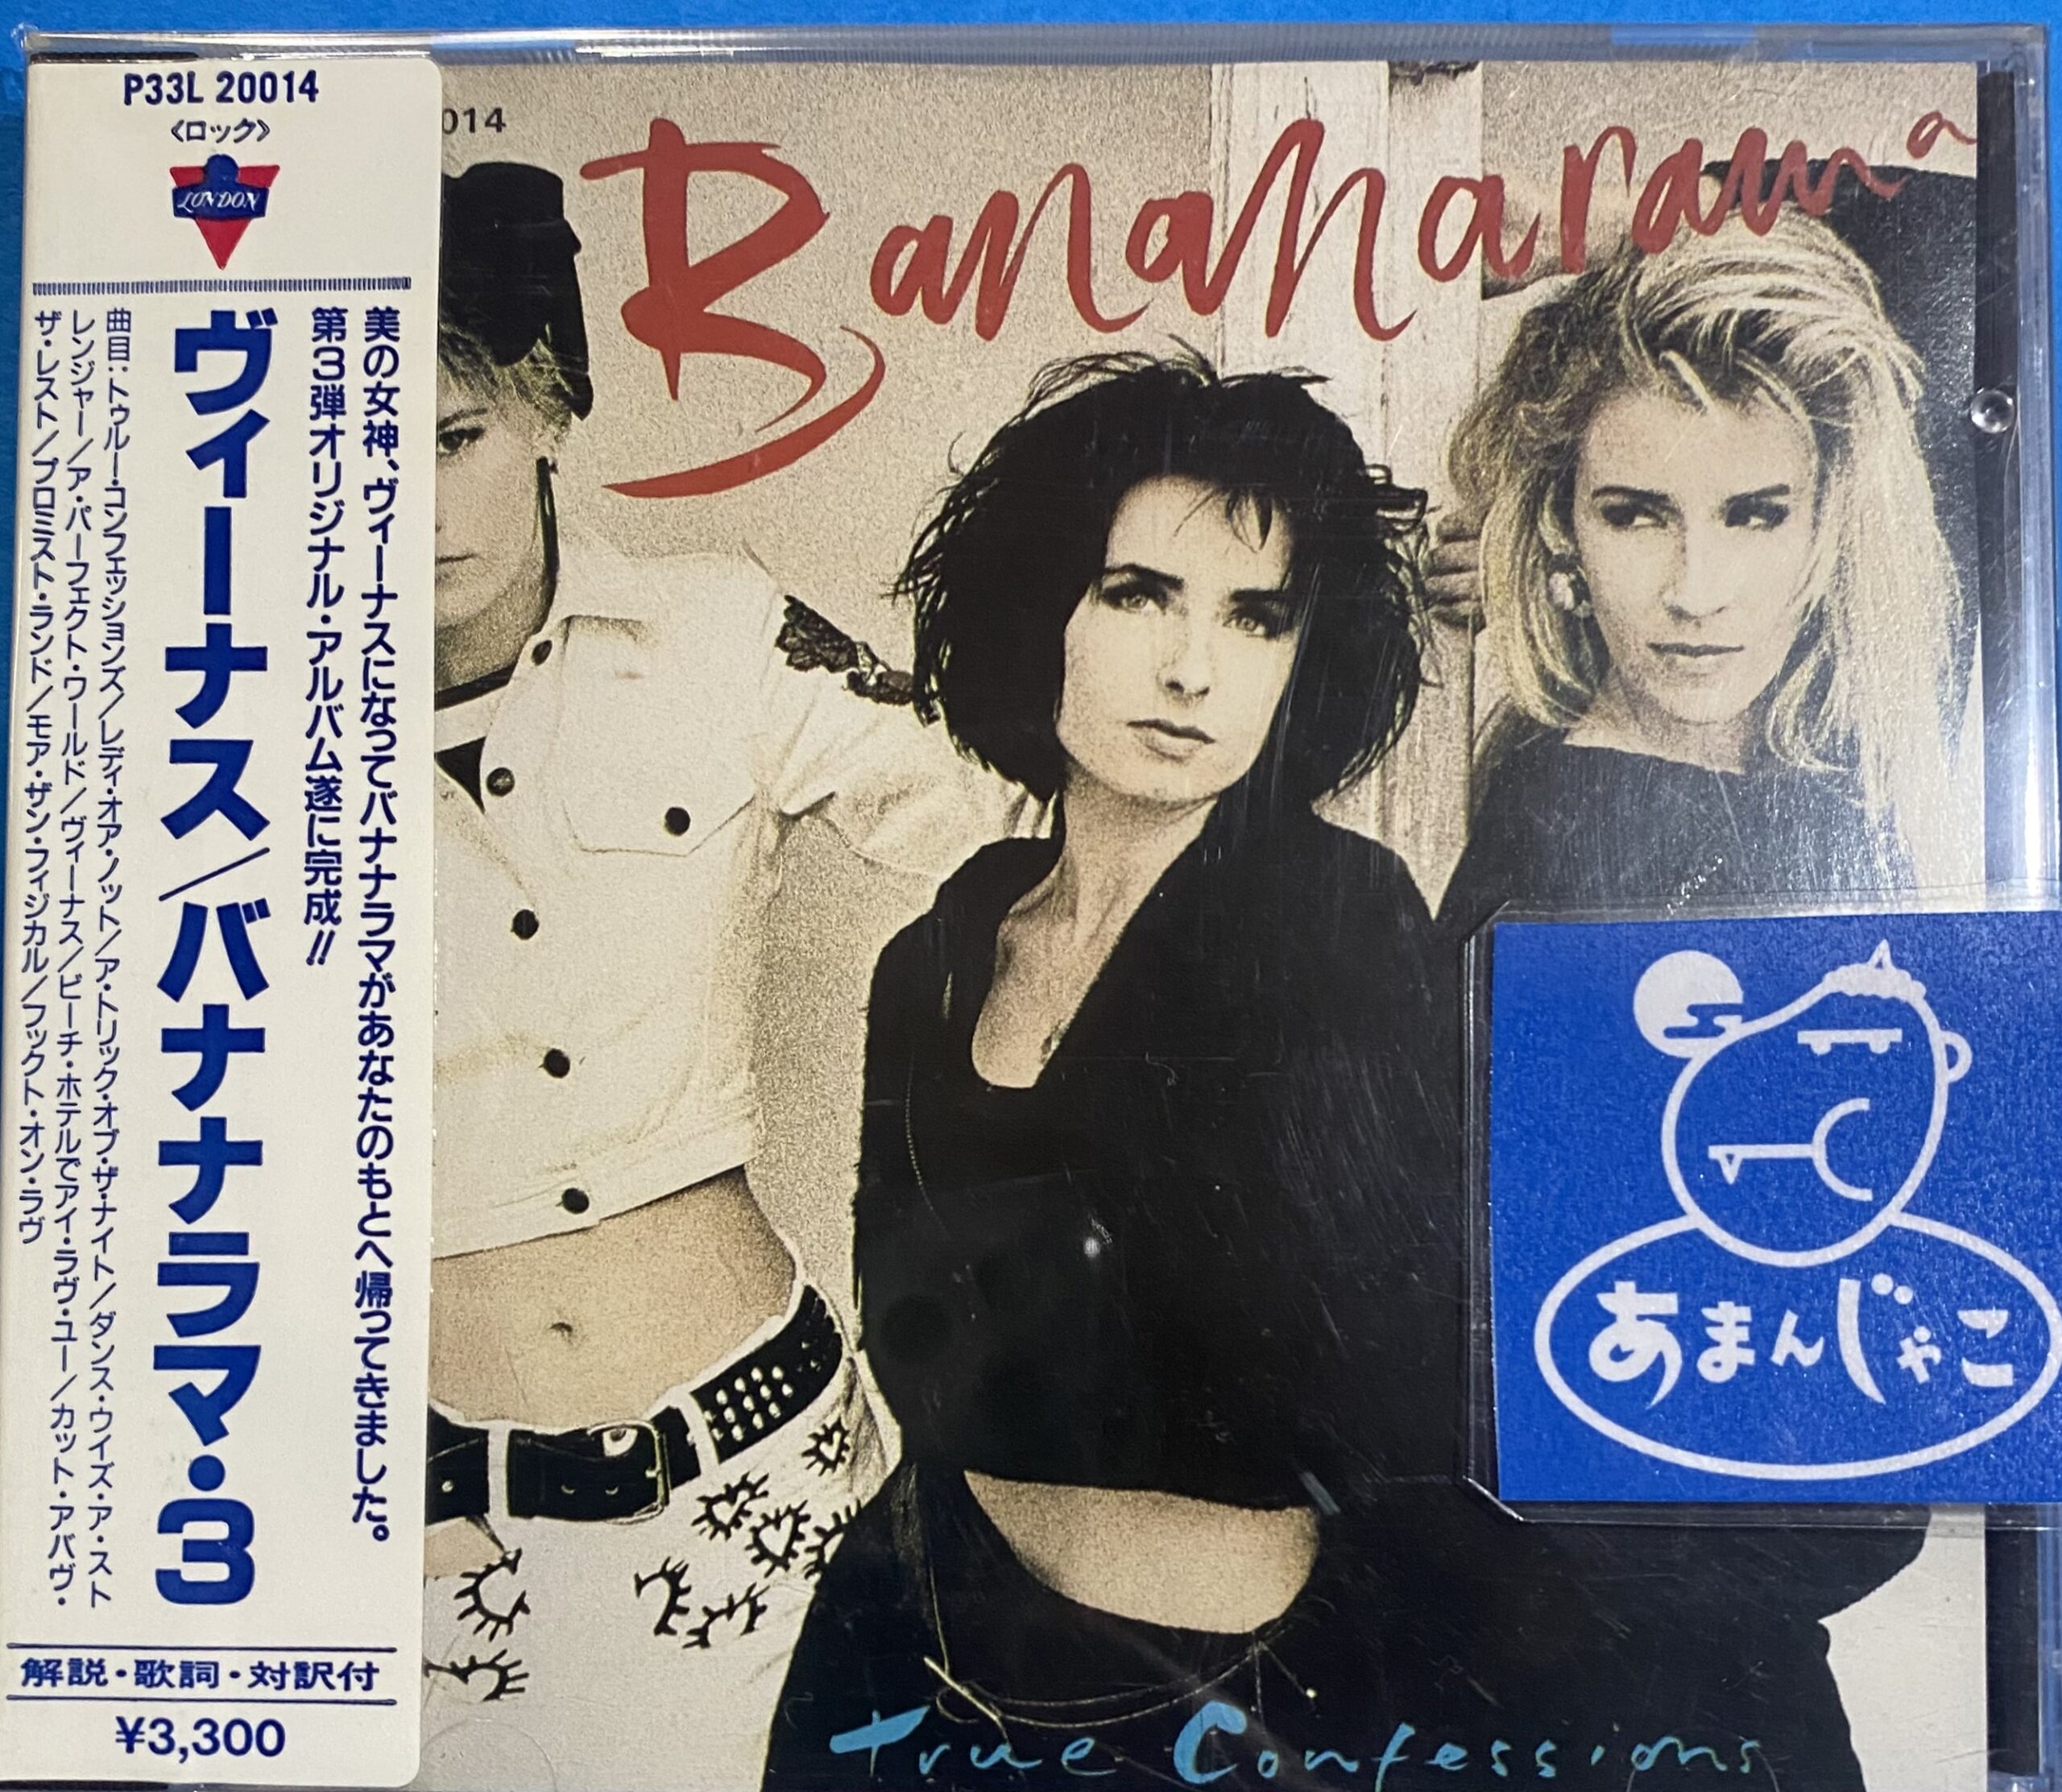 P33L 20014
《ロック》
LONDON
美の女神、ヴィーナスになってバナナラマがあなたのもとへ帰ってきました。
第3弾オリジナル・アルバム遂に完成!!
ヴィーナス/バナナラマ・3
曲目:トゥルー・コンフェッションズ/レディ・オア・ノット/ア・トリック・オブ・ザ・ナイト/ダンス・ウイズ・ア・スト
レンジャー/ア・パーフェクト・ワールド/ヴィーナス/ビーチ・ホテルでアイ・ラヴ・ユー/カット・アバヴ・
ザ・レスト/プロミスト・ランド/モア・ザン・フィジカル/フックト・オン・ラヴ
解説・歌詞・対訳付
¥3,300
014
Bananarama
あまんじゃこ
True Confessions